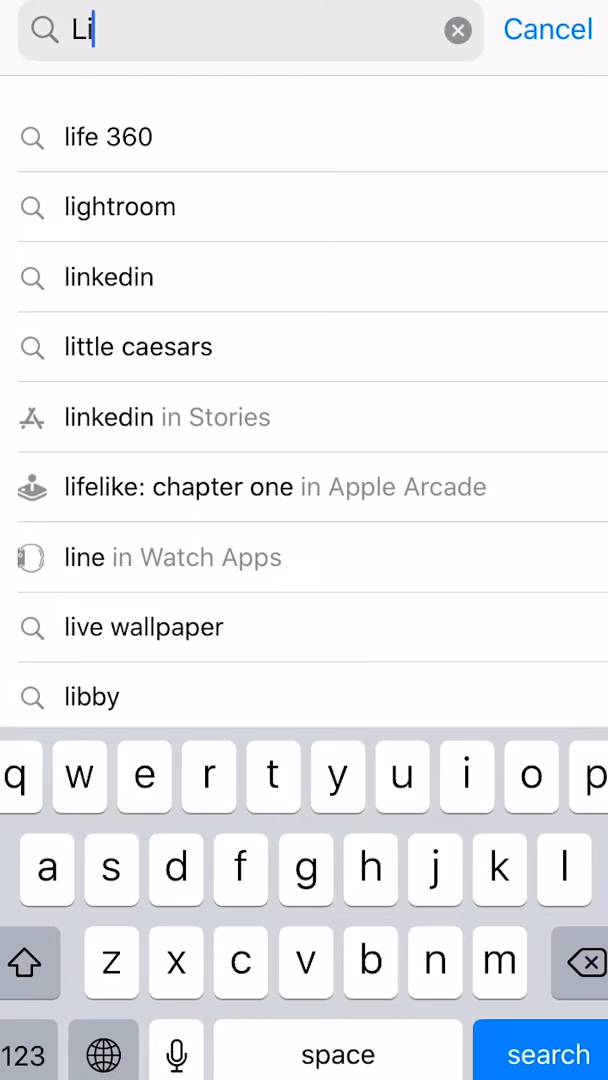 Li Cancel
life 360
lightroom
linkedin
little caesars
linkedin in Stories
lifelike: chapter one in Apple Arcade
line in Watch Apps
live wallpaper
libby
q w e r t y u i o p
a s d f g h j k l
z x c v b n m
123 space search